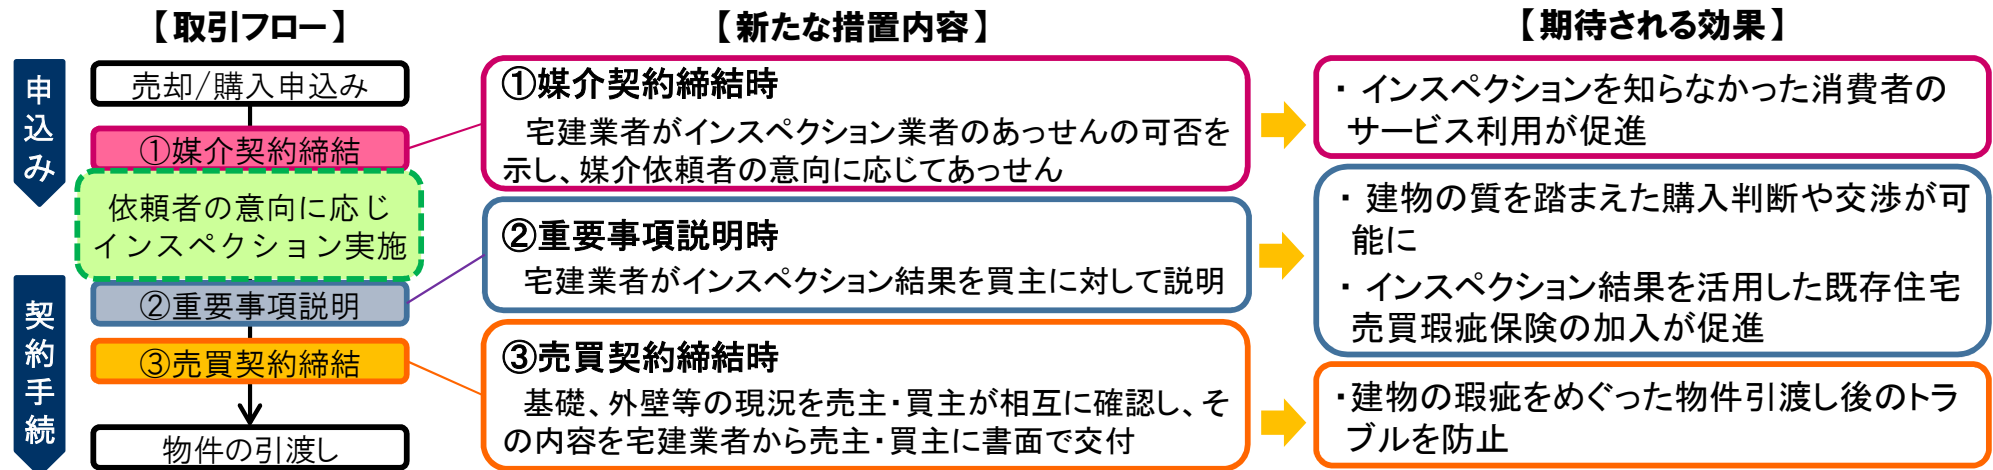 【取引フロー】
【新たな措置内容】
【期待される効果】
申込み
売却/購入申込み
①媒介契約締結
依頼者の意向に応じ
インスペクション実施
契約手続
②重要事項説明
③売買契約締結
物件の引渡し
①媒介契約締結時
宅建業者がインスペクション業者のあっせんの可否を
示し、媒介依頼者の意向に応じてあっせん
②重要事項説明時
宅建業者がインスペクション結果を買主に対して説明
③売買契約締結時
基礎、外壁等の現況を売主・買主が相互に確認し、そ
の内容を宅建業者から売主・買主に書面で交付
・ インスペクションを知らなかった消費者の
サービス利用が促進
・ 建物の質を踏まえた購入判断や交渉が可
能に
・ インスペクション結果を活用した既存住宅
売買瑕疵保険の加入が促進
・建物の瑕疵をめぐった物件引渡し後のトラ
ブルを防止